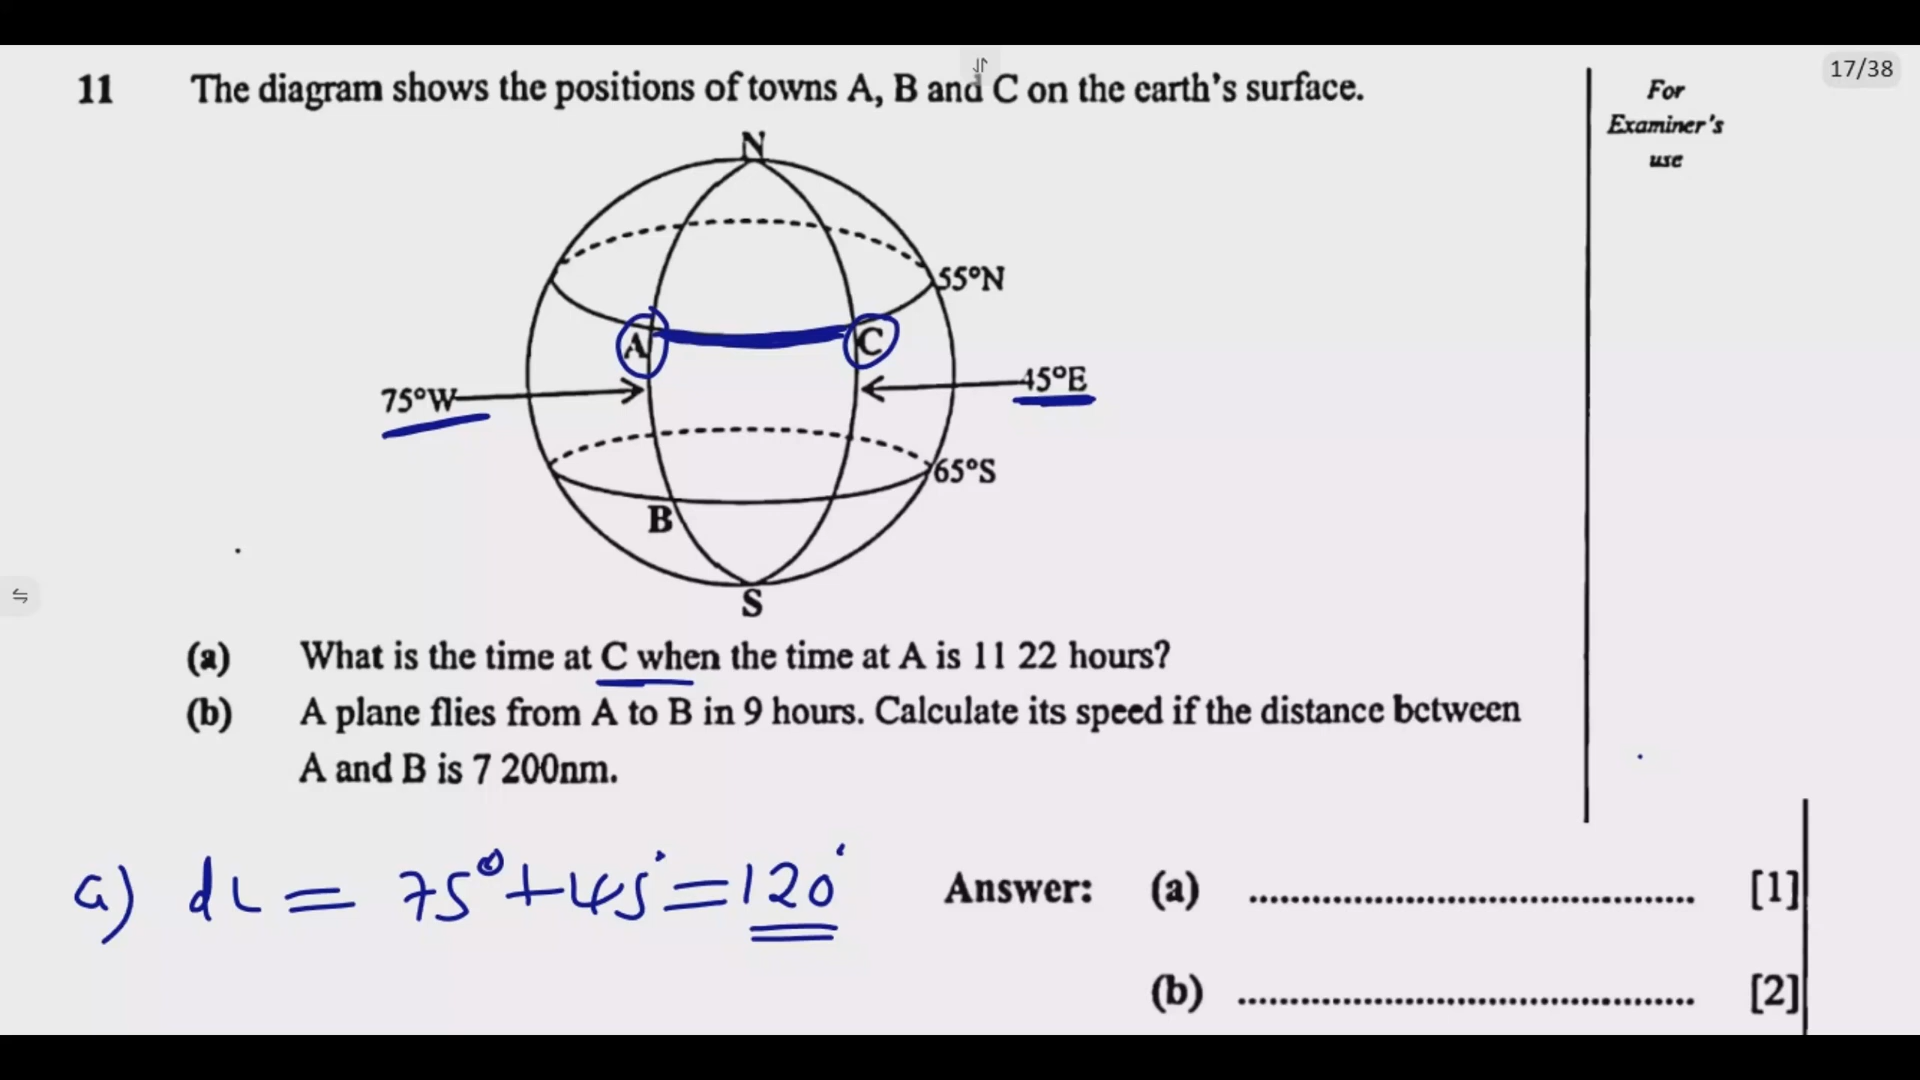 11 The diagram shows the positions of towns A, B and C on the earth's surface.
17/38
For
Examiner's
use
N
55°N
A
C
75°W
45°E
65°S
B
S
(a) What is the time at C when the time at A is 11 22 hours?
(b) A plane flies from A to B in 9 hours. Calculate its speed if the distance between
A and B is 7 200nm.
a) dL = 75° + 45° = 120°
Answer: (a) .......................................... [1]
(b) ........................................... [2]